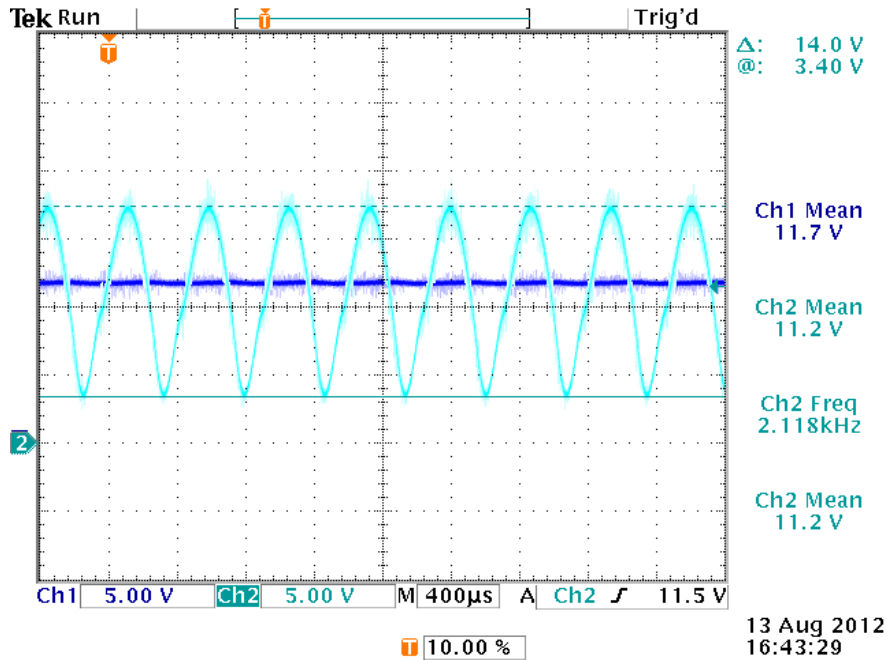 Tek Run Trig'd
T
T
Δ: 14.0 V
@: 3.40 V
Ch1 Mean
11.7 V
Ch2 Mean
11.2 V
Ch2 Freq
2.118kHz
2
Ch2 Mean
11.2 V
Ch1 5.00 V Ch2 5.00 V M 400µs A Ch2 ƒ 11.5 V
T 10.00 %
13 Aug 2012
16:43:29